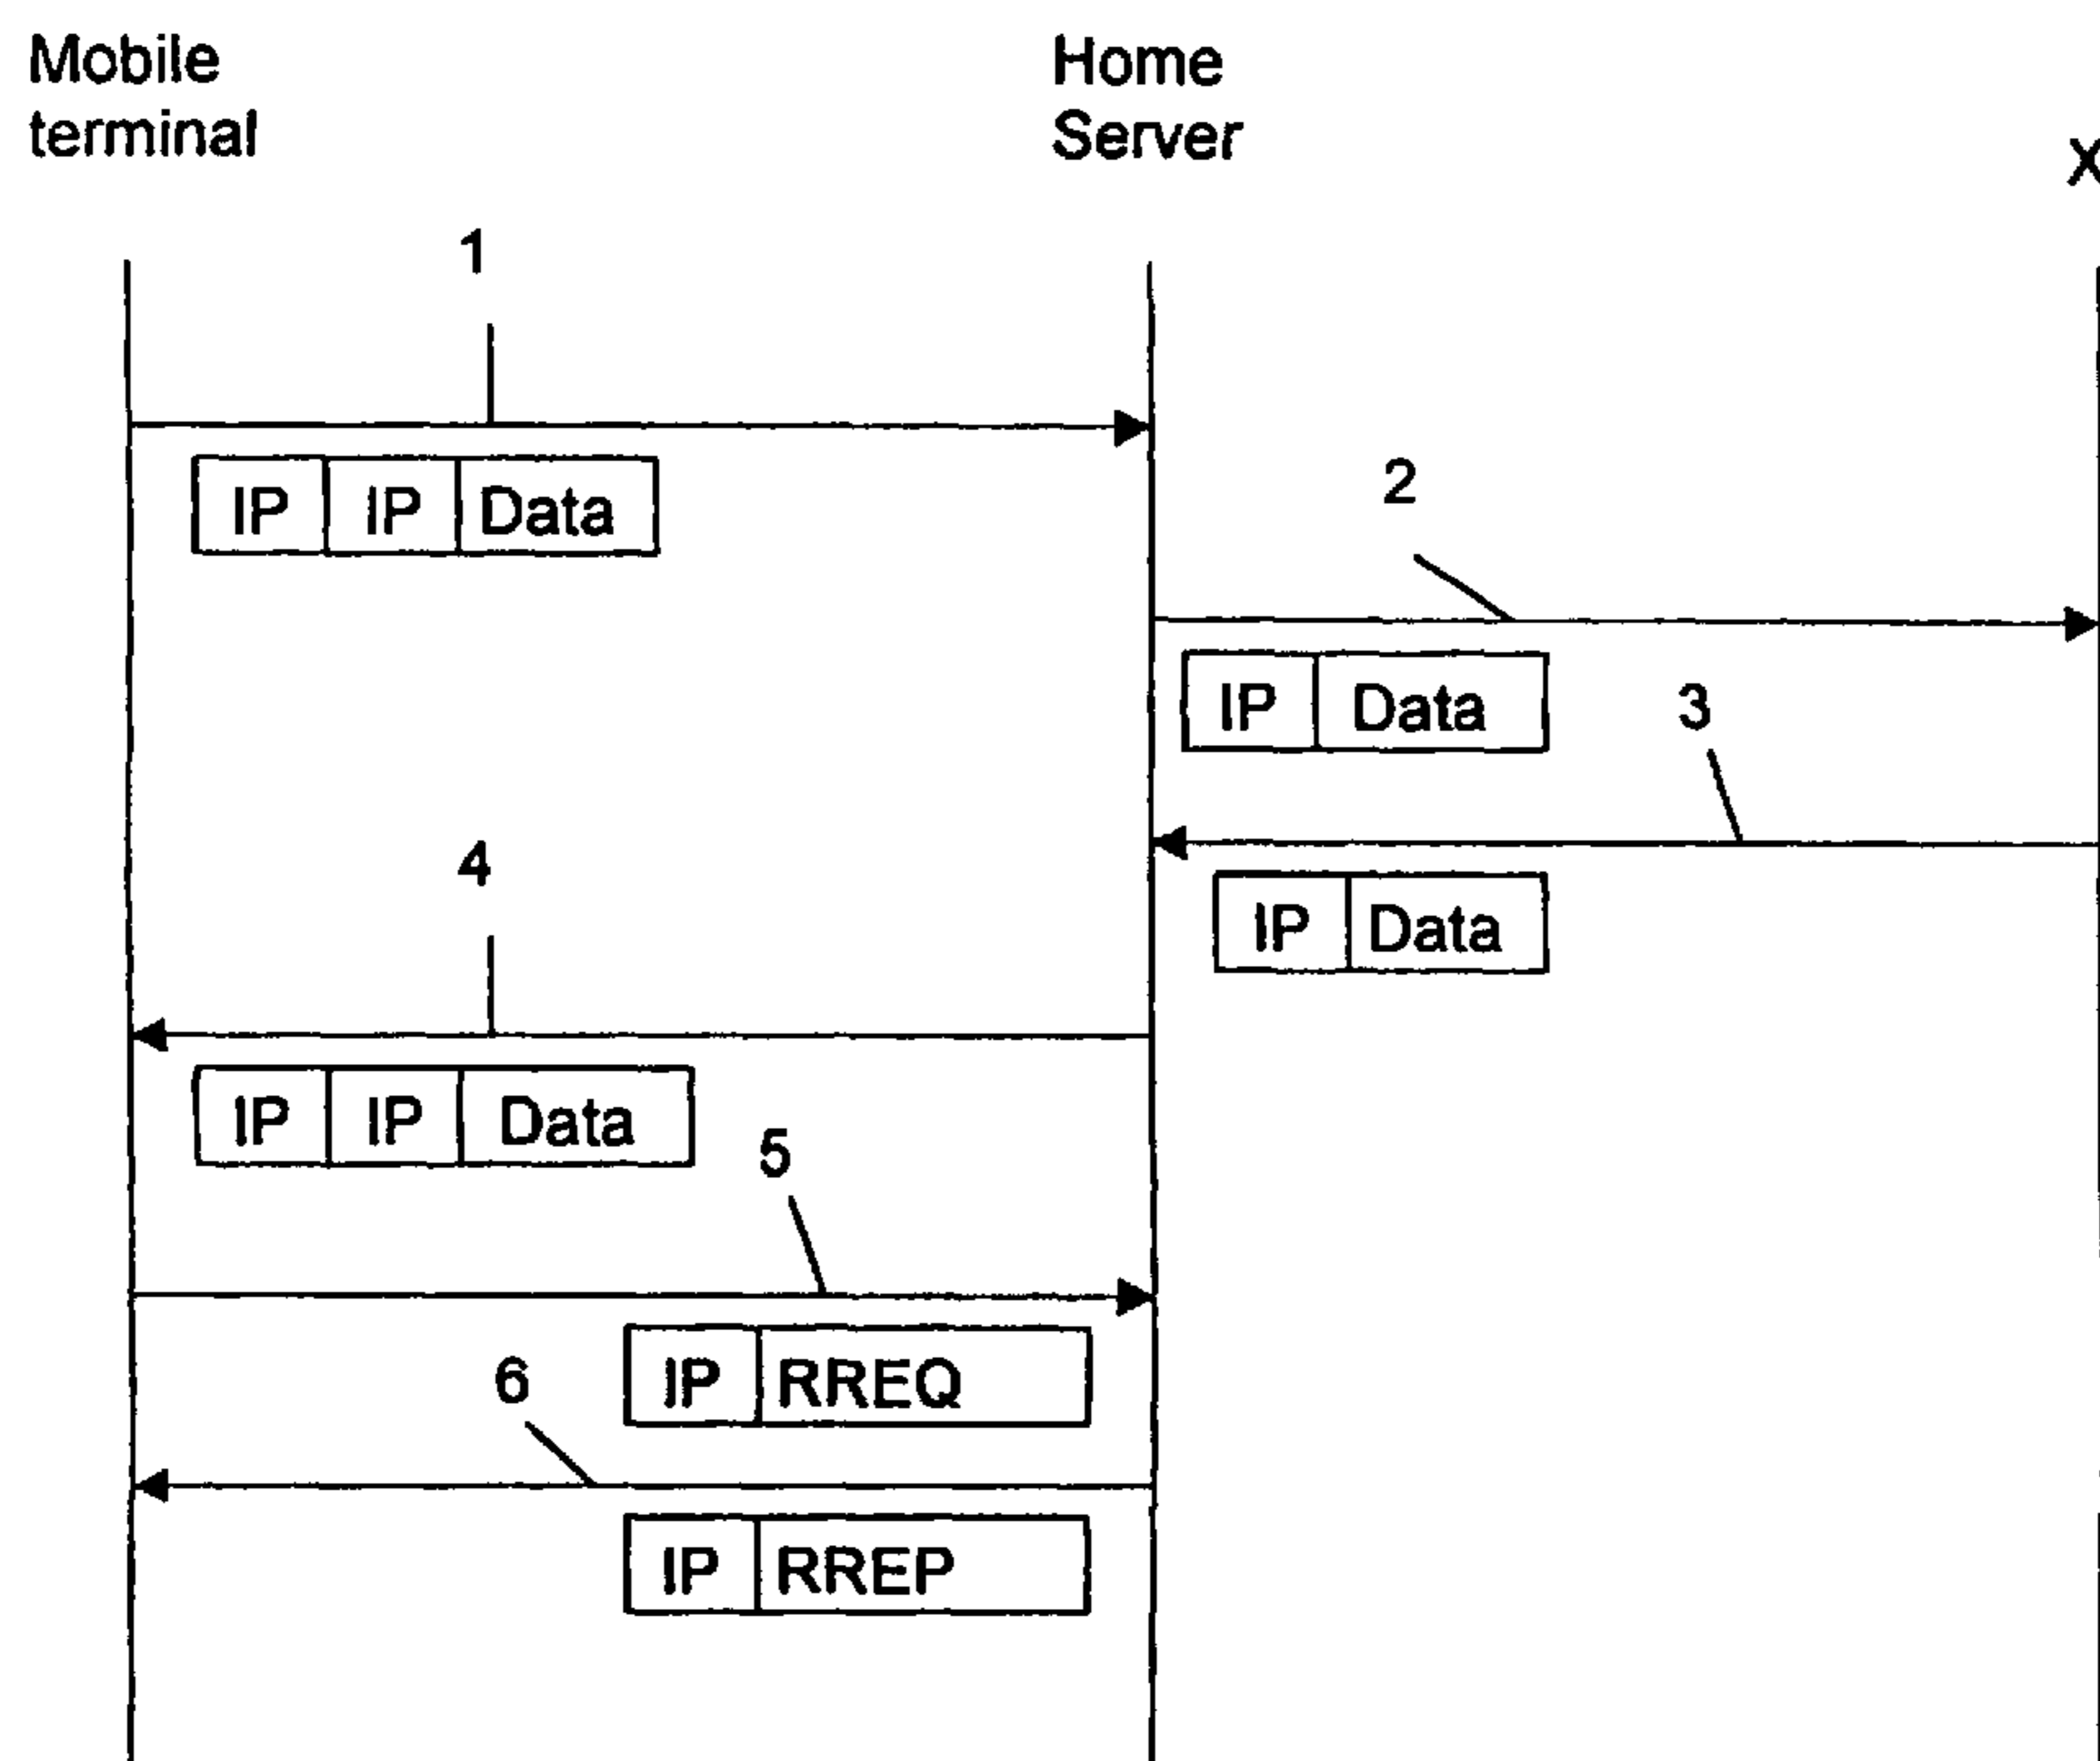 Mobile
terminal
Home
Server
X
1
IP IP Data
2
IP Data
3
IP Data
4
IP IP Data
5
IP RREQ
6
IP RREP